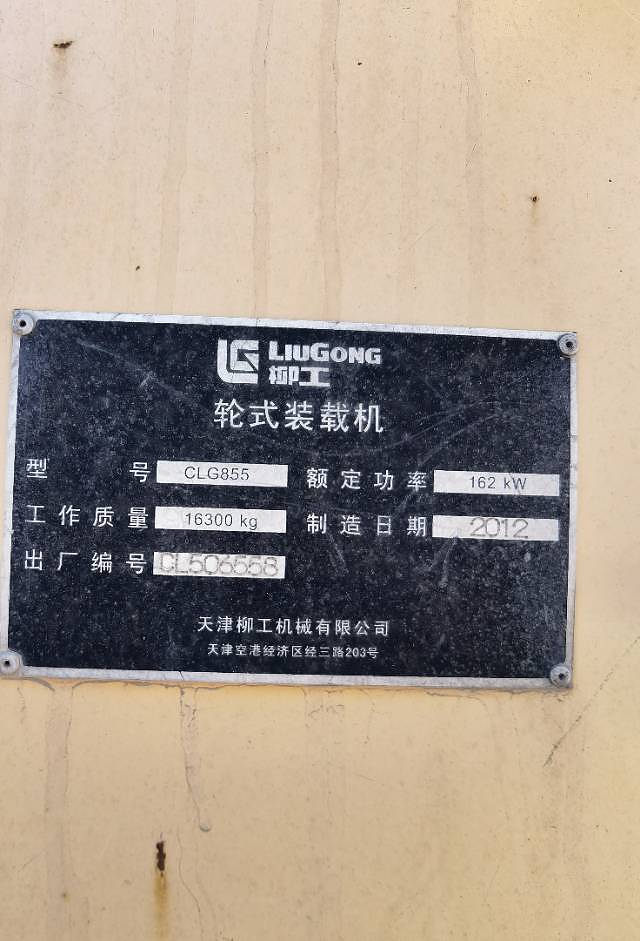 LIUGONG
柳工
轮式装载机
型号 CLG855 额定功率 162 kW
工作质量 16300 kg 制造日期 2012
出厂编号 CL506558
天津柳工机械有限公司
天津空港经济区经三路203号